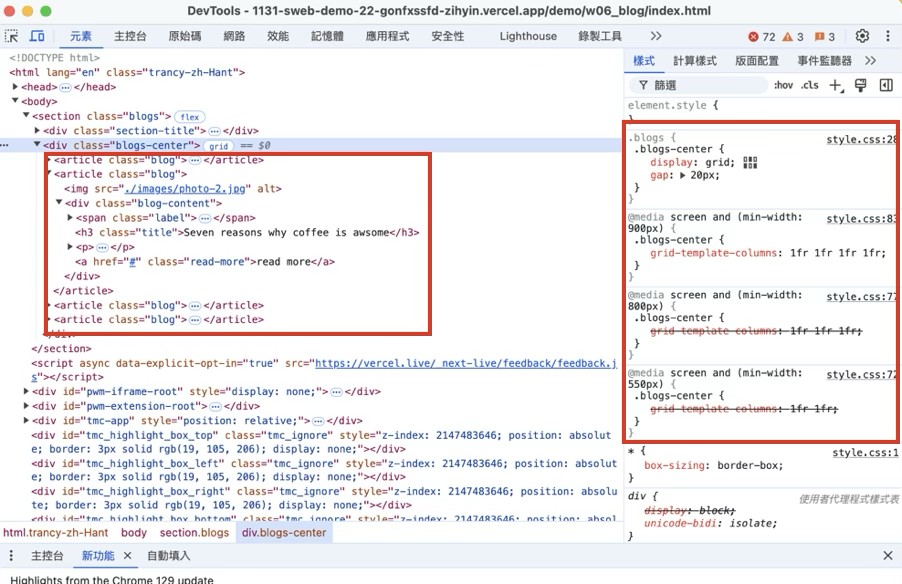 DevTools - 1131-sweb-demo-22-gonfxssfd-zihyin.vercel.app/demo/w06_blog/index.html
元素 主控台 原始碼 網路 效能 記憶體 應用程式 安全性 Lighthouse 錄製工具 72 3 3
<!DOCTYPE html>
<html lang="en" class="trancy-zh-Hant">
<head>⋯</head>
<body>
<section class="blogs"> flex
<div class="section-title">⋯</div>
<div class="blogs-center"> grid == $0
<article class="blog">⋯</article>
<article class="blog">
<img src="./images/photo-2.jpg" alt>
<div class="blog-content">
<span class="label">⋯</span>
<h3 class="title">Seven reasons why coffee is awsome</h3>
<p>⋯</p>
<a href="#" class="read-more">read more</a>
</div>
</article>
<article class="blog">⋯</article>
<article class="blog">⋯</article>
</div>
</section>
<script async data-explicit-opt-in="true" src="https://vercel.live/_next-live/feedback/feedback.j
s"></script>
<div id="pwm-iframe-root" style="display: none;">⋯</div>
<div id="pwm-extension-root">⋯</div>
<div id="tmc-app" style="position: relative;">⋯</div>
<div id="tmc_highlight_box_top" class="tmc_ignore" style="z-index: 2147483646; position: absolut
e; border: 3px solid rgb(19, 105, 206); display: none;"></div>
<div id="tmc_highlight_box_left" class="tmc_ignore" style="z-index: 2147483646; position: absolu
te; border: 3px solid rgb(19, 105, 206); display: none;"></div>
<div id="tmc_highlight_box_right" class="tmc_ignore" style="z-index: 2147483646; position: absol
ute; border: 3px solid rgb(19, 105, 206); display: none;"></div>
<div id="tmc_highlight_box_bottom" class="tmc_ignore" style="z-index: 2147483646; position: absol
html.trancy-zh-Hant body section.blogs div.blogs-center
樣式 計算樣式 版面配置 事件監聽器
篩選 :hov .cls
element.style {
}
.blogs { style.css:28
.blogs-center {
display: grid;
gap: 20px;
}
}
@media screen and (min-width: style.css:83
900px) {
.blogs-center {
grid-template-columns: 1fr 1fr 1fr 1fr;
}
}
@media screen and (min-width: style.css:77
800px) {
.blogs-center {
grid-template-columns: 1fr 1fr 1fr;
}
}
@media screen and (min-width: style.css:72
550px) {
.blogs-center {
grid-template-columns: 1fr 1fr;
}
}
* { style.css:1
box-sizing: border-box;
}
div { 使用者代理程式樣式表
display: block;
unicode-bidi: isolate;
}
主控台 新功能 自動填入
Highlights from the Chrome 129 update